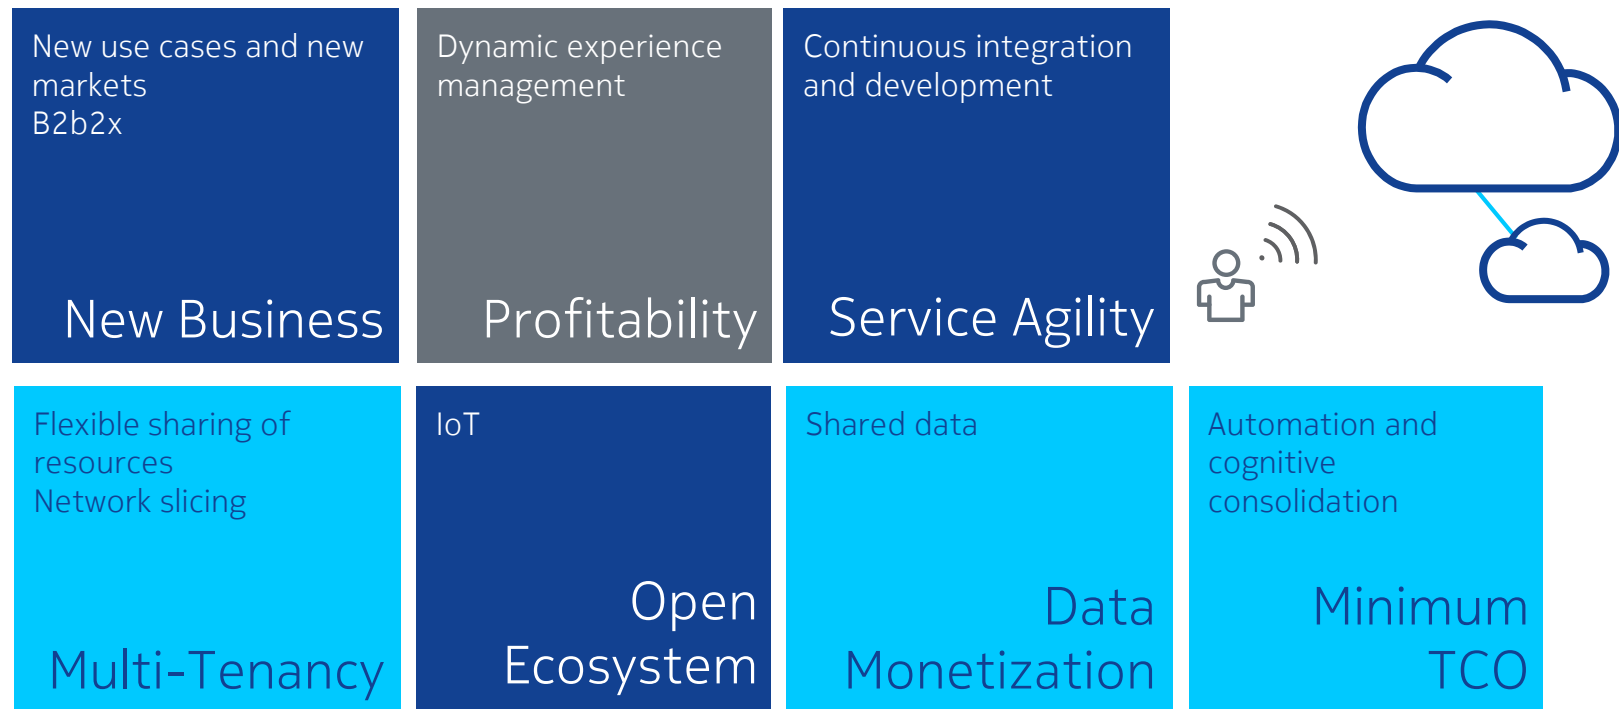 New use cases and new
markets
B2b2x
New Business
Dynamic experience
management
Profitability
Continuous integration
and development
Service Agility
Flexible sharing of
resources
Network slicing
Multi-Tenancy
IoT
Open
Ecosystem
Shared data
Data
Monetization
Automation and
cognitive
consolidation
Minimum
TCO